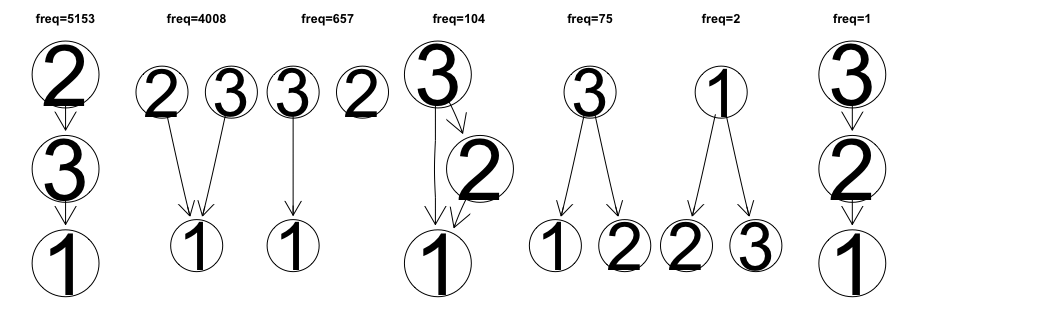 freq=5153 freq=4008 freq=657 freq=104 freq=75 freq=2 freq=1
2 2 3 3 2 3 3 1 3
3 2 2
1 1 1 1 1 2 2 3 1